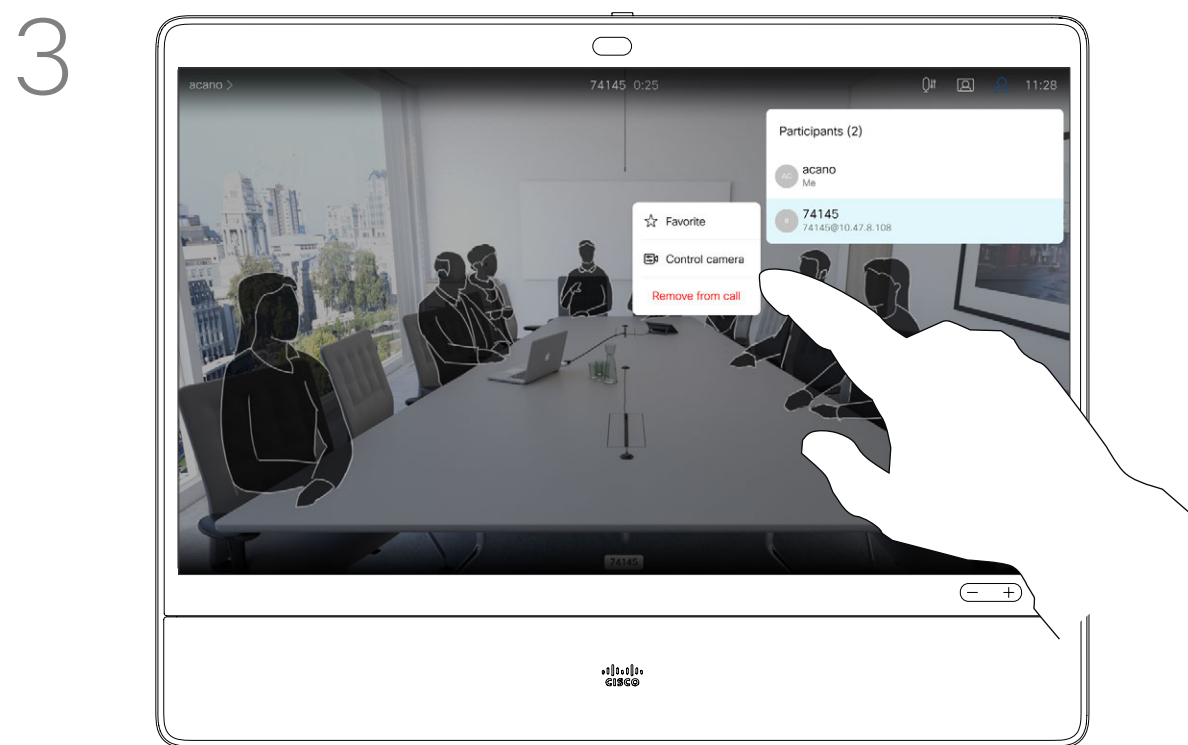 3
acano >
74145 0:25
11:28
Participants (2)
AC
acano
Me
74145
74145@10.47.8.108
Favorite
Control camera
Remove from call
74145
− +
CISCO